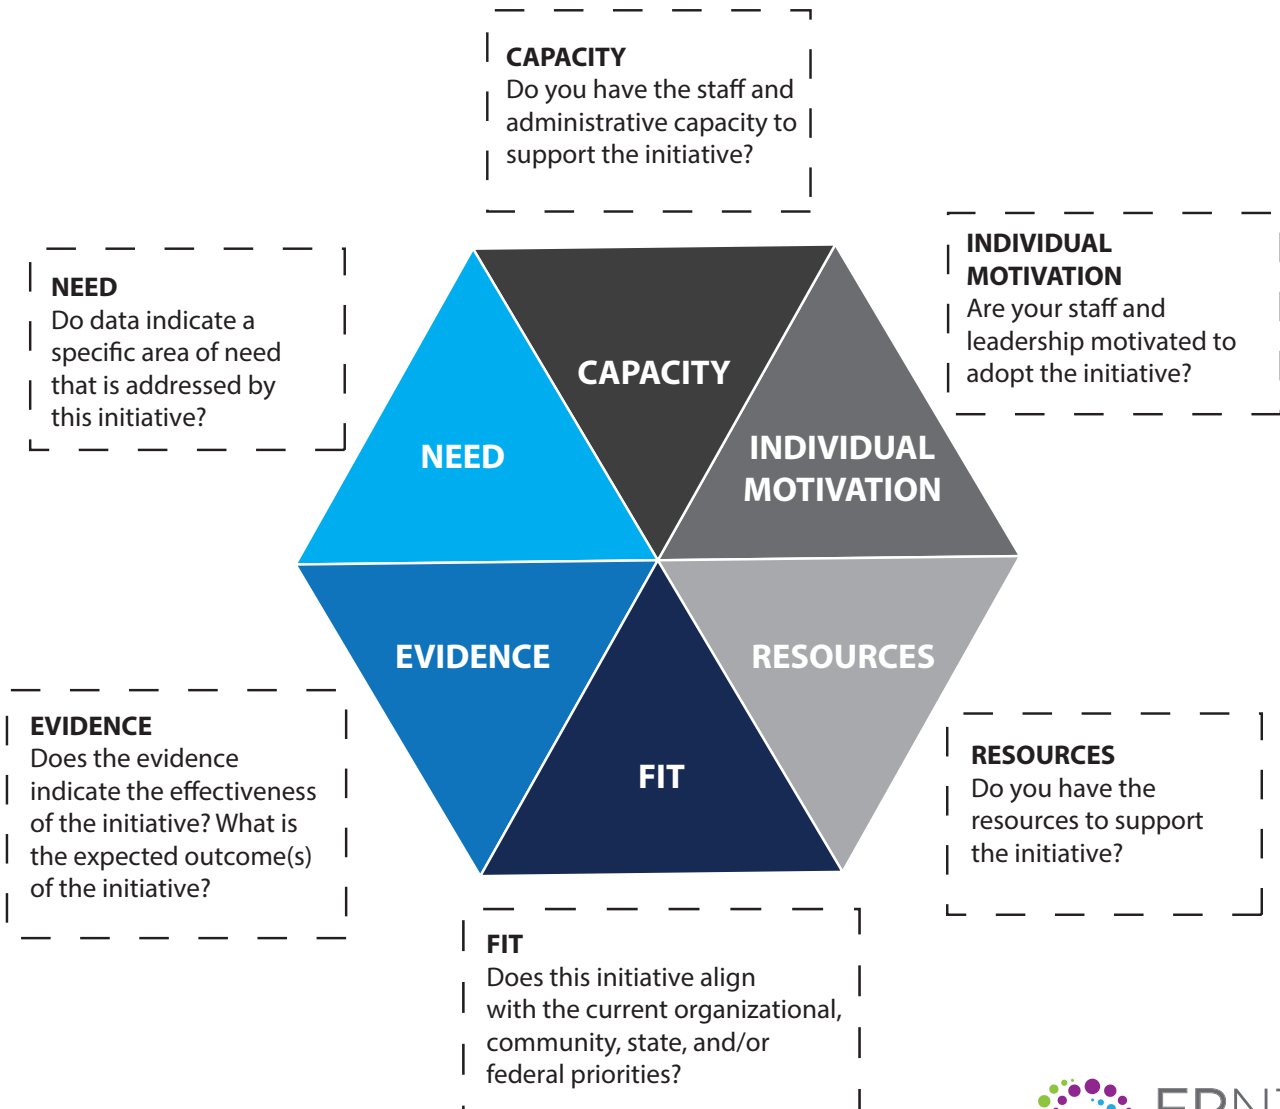 CAPACITY
Do you have the staff and
administrative capacity to
support the initiative?
INDIVIDUAL
MOTIVATION
Are your staff and
leadership motivated to
adopt the initiative?
NEED
Do data indicate a
specific area of need
that is addressed by
this initiative?
CAPACITY
INDIVIDUAL
MOTIVATION
NEED
EVIDENCE
RESOURCES
FIT
EVIDENCE
Does the evidence
indicate the effectiveness
of the initiative? What is
the expected outcome(s)
of the initiative?
RESOURCES
Do you have the
resources to support
the initiative?
FIT
Does this initiative align
with the current organizational,
community, state, and/or
federal priorities?